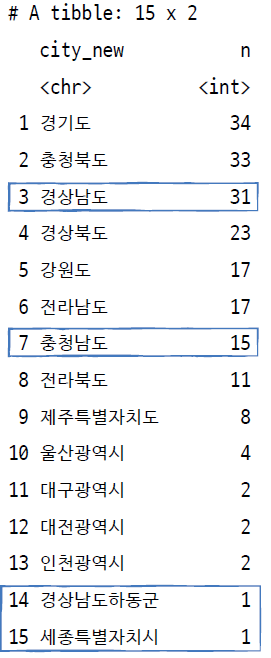 # A tibble: 15 x 2
city_new n
<chr> <int>
1 경기도 34
2 충청북도 33
3 경상남도 31
4 경상북도 23
5 강원도 17
6 전라남도 17
7 충청남도 15
8 전라북도 11
9 제주특별자치도 8
10 울산광역시 4
11 대구광역시 2
12 대전광역시 2
13 인천광역시 2
14 경상남도하동군 1
15 세종특별자치시 1